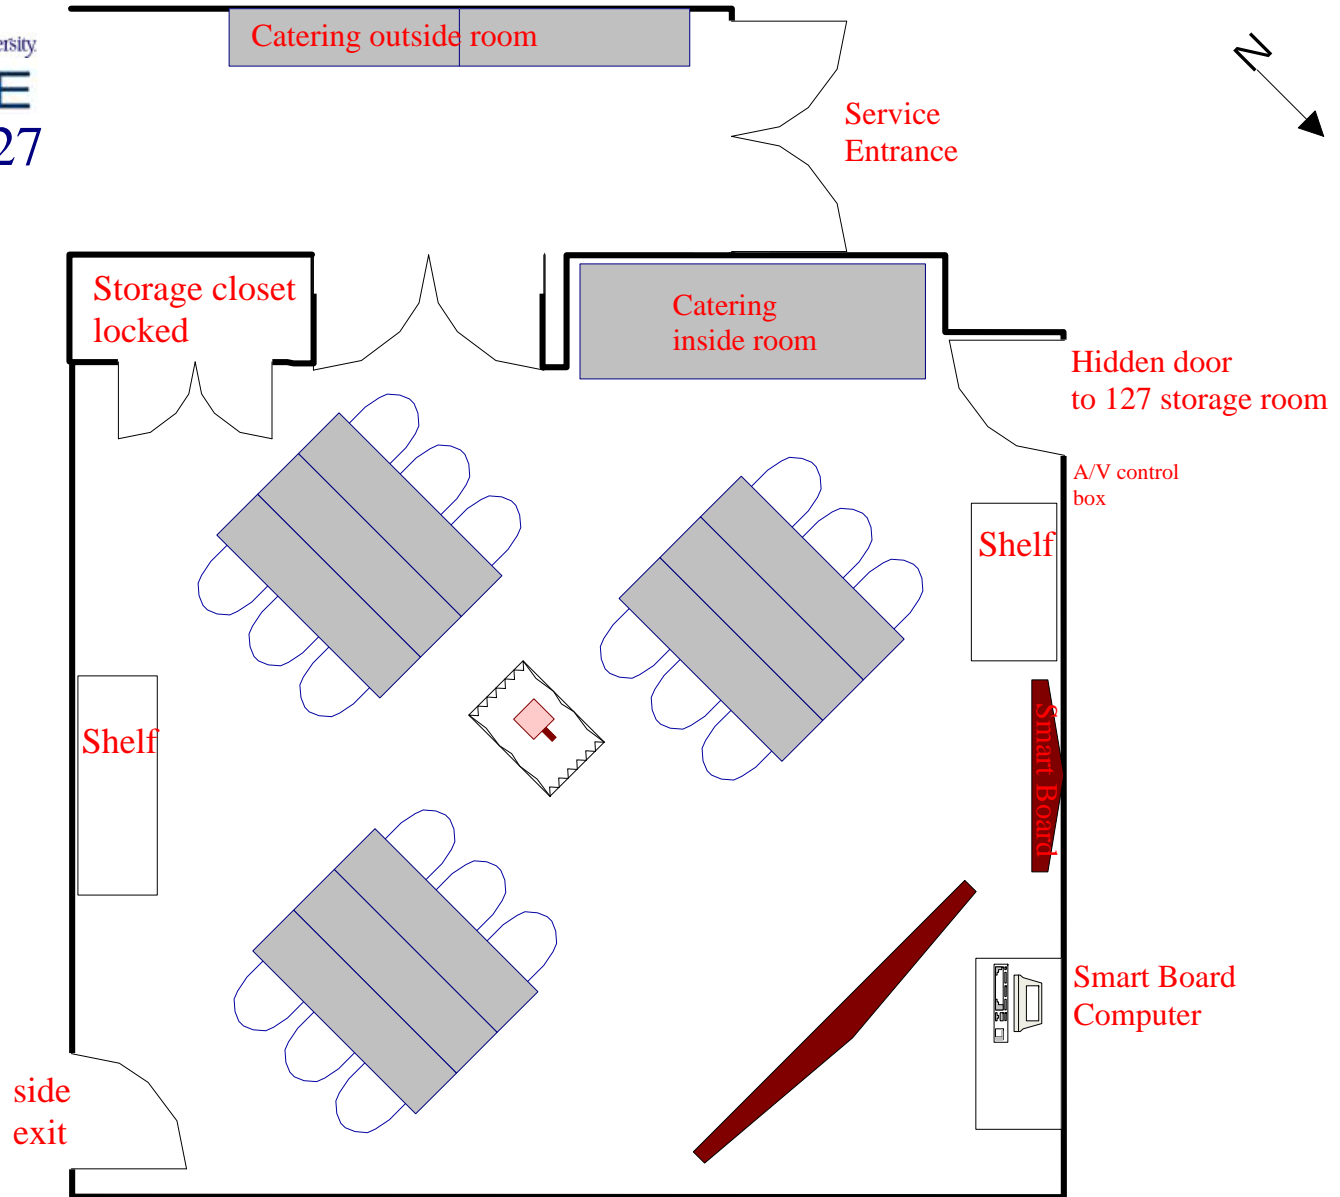 Catering outside room
N
E
27
Service
Entrance
Storage closet
locked
Catering
inside room
Hidden door
to 127 storage room
A/V control
box
Shelf
Shelf
Smart Board
Smart Board
Computer
side
exit